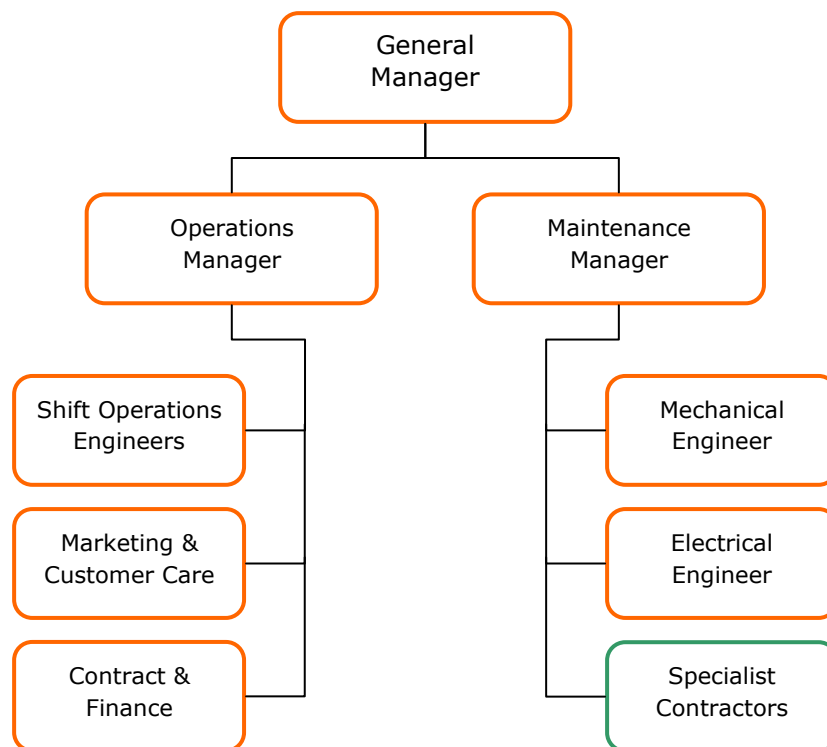 General
Manager
Operations
Manager
Maintenance
Manager
Shift Operations
Engineers
Mechanical
Engineer
Marketing &
Customer Care
Electrical
Engineer
Contract &
Finance
Specialist
Contractors